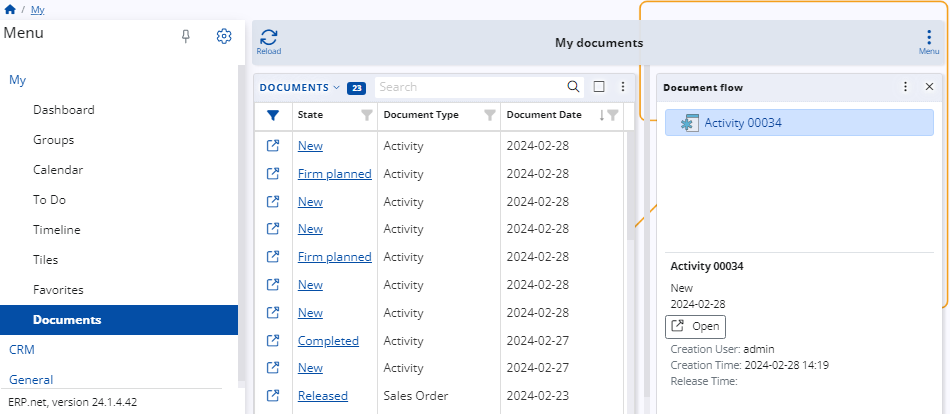 / My
Menu
My
Dashboard
Groups
Calendar
To Do
Timeline
Tiles
Favorites
Documents
CRM
General
ERP.net, version 24.1.4.42
Reload
My documents
Menu
DOCUMENTS 23 Search
State Document Type Document Date
New Activity 2024-02-28
Firm planned Activity 2024-02-28
New Activity 2024-02-28
New Activity 2024-02-28
Firm planned Activity 2024-02-28
New Activity 2024-02-28
New Activity 2024-02-28
Completed Activity 2024-02-27
New Activity 2024-02-27
Released Sales Order 2024-02-23
Document flow
Activity 00034
Activity 00034
New
2024-02-28
Open
Creation User: admin
Creation Time: 2024-02-28 14:19
Release Time: